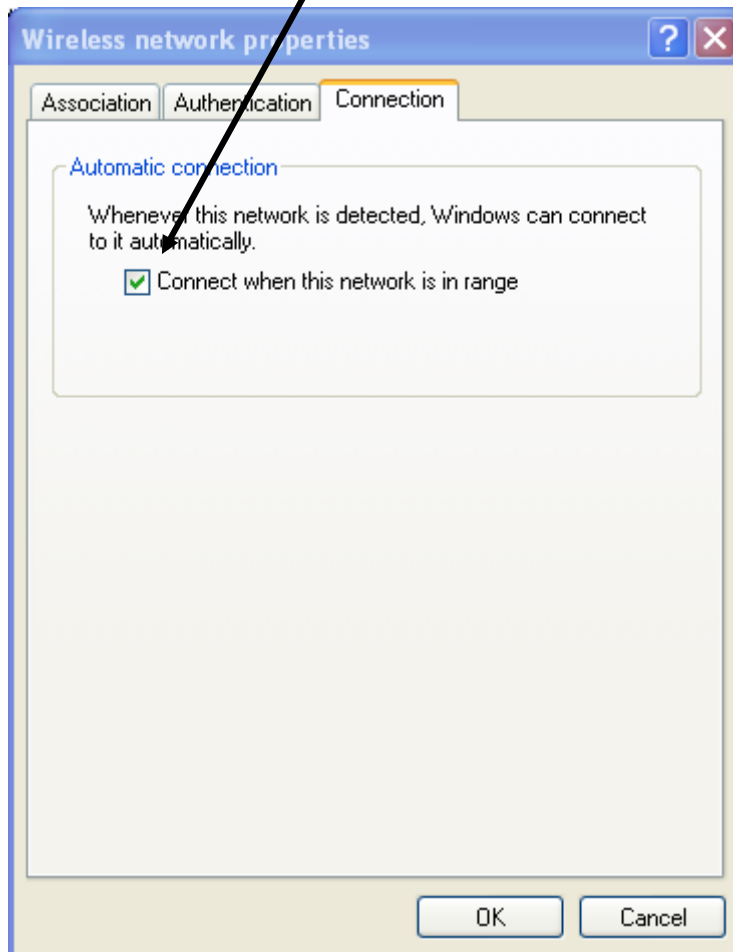 Wireless network properties
?
Association Authentication Connection
Automatic connection
Whenever this network is detected, Windows can connect
to it automatically.
Connect when this network is in range
OK Cancel